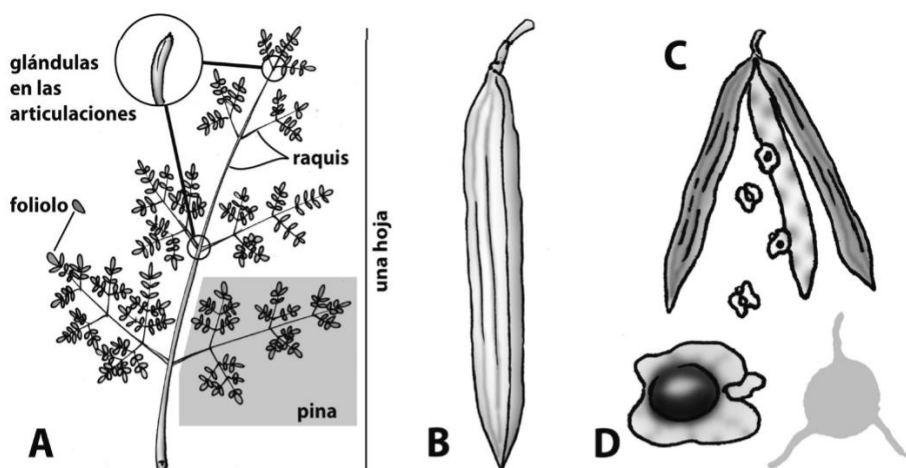 glándulas
en las
articulaciones
raquis
foliolo
una hoja
pina
A
B
C
D